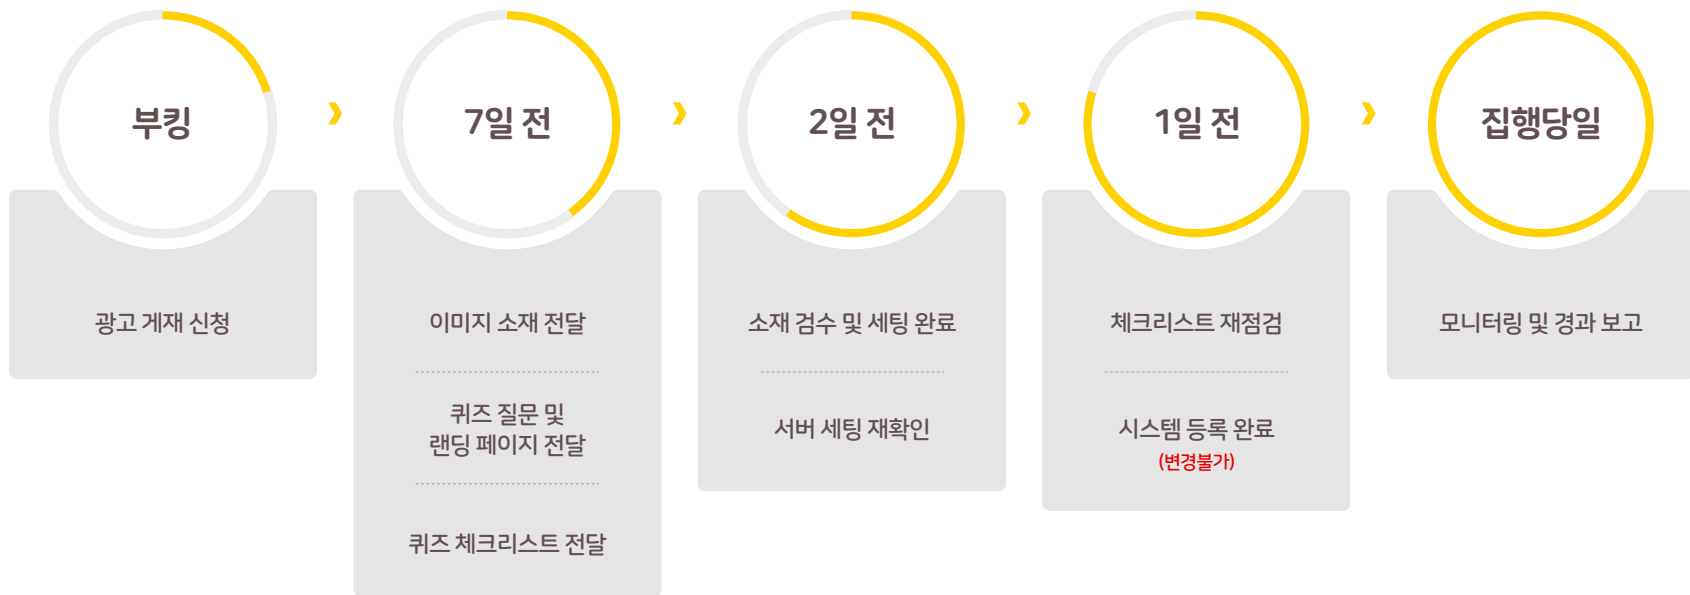 부킹
광고 게재 신청
7일 전
이미지 소재 전달
퀴즈 질문 및
랜딩 페이지 전달
퀴즈 체크리스트 전달
2일 전
소재 검수 및 세팅 완료
서버 세팅 재확인
1일 전
체크리스트 재점검
시스템 등록 완료
(변경불가)
집행당일
모니터링 및 경과 보고